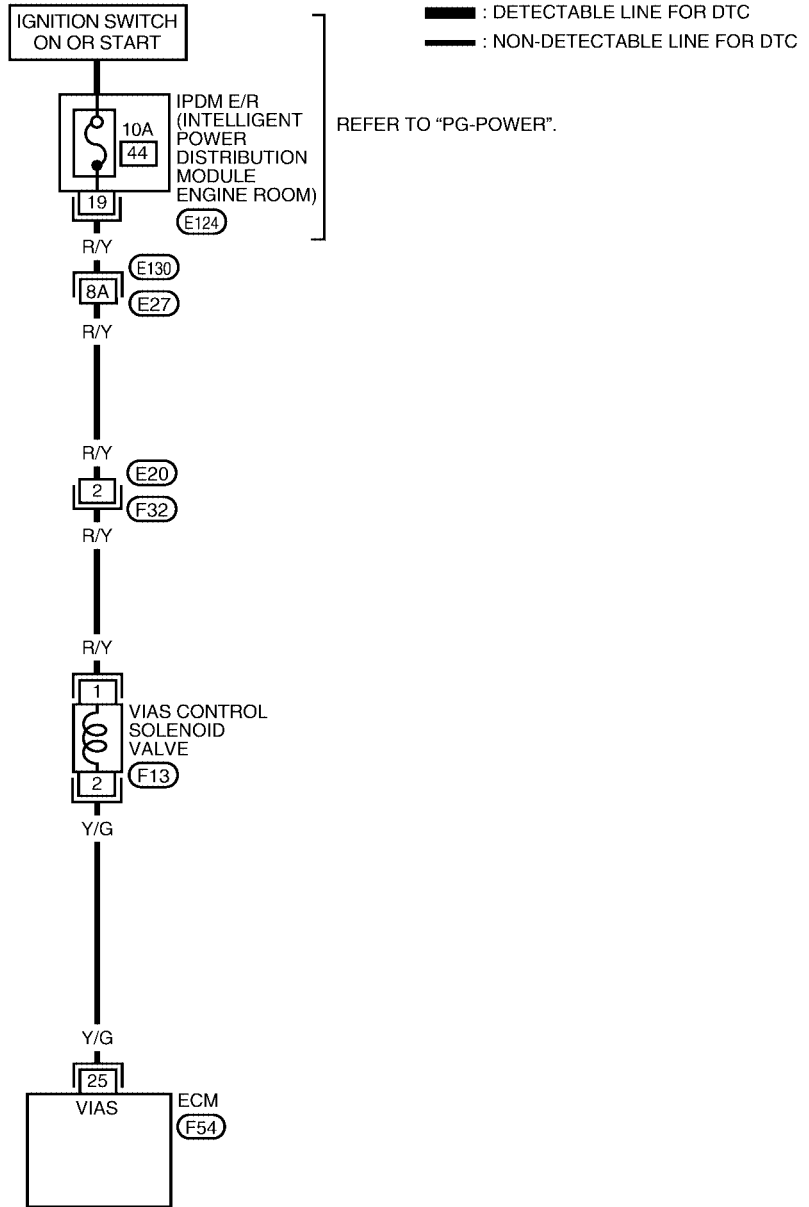 IGNITION SWITCH
ON OR START
: DETECTABLE LINE FOR DTC
: NON-DETECTABLE LINE FOR DTC
10A
44
IPDM E/R
(INTELLIGENT
POWER
DISTRIBUTION
MODULE
ENGINE ROOM)
E124
REFER TO “PG-POWER”.
19
R/Y
E130
8A
E27
R/Y
R/Y
E20
2
F32
R/Y
R/Y
1
VIAS CONTROL
SOLENOID
VALVE
F13
2
Y/G
Y/G
25
VIAS
ECM
F54